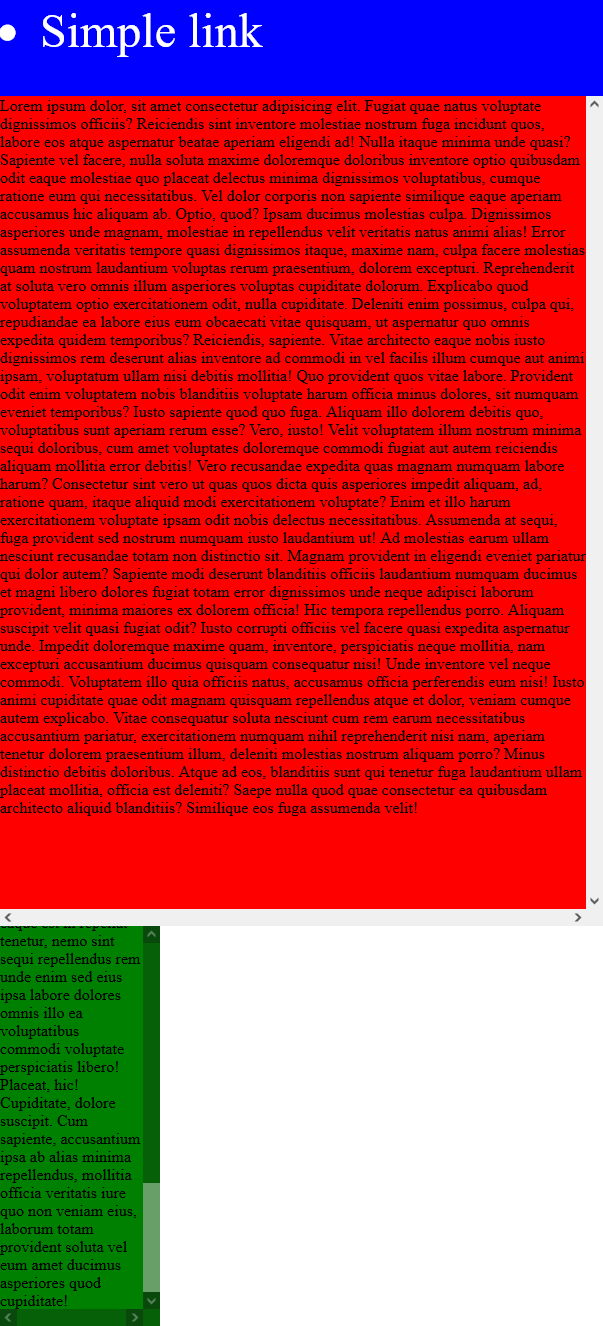 Simple link
Lorem ipsum dolor, sit amet consectetur adipisicing elit. Fugiat quae natus voluptate
dignissimos officiis? Reiciendis sint inventore molestiae nostrum fuga incidunt quos,
labore eos atque aspernatur beatae aperiam eligendi ad! Nulla itaque minima unde quasi?
Sapiente vel facere, nulla soluta maxime doloremque doloribus inventore optio quibusdam
odit eaque molestiae quo placeat delectus minima dignissimos voluptatibus, cumque
ratione eum qui necessitatibus. Vel dolor corporis non sapiente similique eaque aperiam
accusamus hic aliquam ab. Optio, quod? Ipsam ducimus molestias culpa. Dignissimos
asperiores unde magnam, molestiae in repellendus velit veritatis natus animi alias! Error
assumenda veritatis tempore quasi dignissimos itaque, maxime nam, culpa facere molestias
quam nostrum laudantium voluptas rerum praesentium, dolorem excepturi. Reprehenderit
at soluta vero omnis illum asperiores voluptas cupiditate dolorum. Explicabo quod
voluptatem optio exercitationem odit, nulla cupiditate. Deleniti enim possimus, culpa qui,
repudiandae ea labore eius eum obcaecati vitae quisquam, ut aspernatur quo omnis
expedita quidem temporibus? Reiciendis, sapiente. Vitae architecto eaque nobis iusto
dignissimos rem deserunt alias inventore ad commodi in vel facilis illum cumque aut animi
ipsam, voluptatum ullam nisi debitis mollitia! Quo provident quos vitae labore. Provident
odit enim voluptatem nobis blanditiis voluptate harum officia minus dolores, sit numquam
eveniet temporibus? Iusto sapiente quod quo fuga. Aliquam illo dolorem debitis quo,
voluptatibus sunt aperiam rerum esse? Vero, iusto! Velit voluptatem illum nostrum minima
sequi doloribus, cum amet voluptates doloremque commodi fugiat aut autem reiciendis
aliquam mollitia error debitis! Vero recusandae expedita quas magnam numquam labore
harum? Consectetur sint vero ut quas quos dicta quis asperiores impedit aliquam, ad,
ratione quam, itaque aliquid modi exercitationem voluptate? Enim et illo harum
exercitationem voluptate ipsam odit nobis delectus necessitatibus. Assumenda at sequi,
fuga provident sed nostrum numquam iusto laudantium ut! Ad molestias earum ullam
nesciunt recusandae totam non distinctio sit. Magnam provident in eligendi eveniet pariatur
qui dolor autem? Sapiente modi deserunt blanditiis officiis laudantium numquam ducimus
et magni libero dolores fugiat totam error dignissimos unde neque adipisci laborum
provident, minima maiores ex dolorem officia! Hic tempora repellendus porro. Aliquam
suscipit velit quasi fugiat odit? Iusto corrupti officiis vel facere quasi expedita aspernatur
unde. Impedit doloremque maxime quam, inventore, perspiciatis neque mollitia, nam
excepturi accusantium ducimus quisquam consequatur nisi! Unde inventore vel neque
commodi. Voluptatem illo quia officiis natus, accusamus officia perferendis eum nisi! Iusto
animi cupiditate quae odit magnam quisquam repellendus atque et dolor, veniam cumque
autem explicabo. Vitae consequatur soluta nesciunt cum rem earum necessitatibus
accusantium pariatur, exercitationem numquam nihil reprehenderit nisi nam, aperiam
tenetur dolorem praesentium illum, deleniti molestias nostrum aliquam porro? Minus
distinctio debitis doloribus. Atque ad eos, blanditiis sunt qui tenetur fuga laudantium ullam
placeat mollitia, officia est deleniti? Saepe nulla quod quae consectetur ea quibusdam
architecto aliquid blanditiis? Similique eos fuga assumenda velit!
tenetur, nemo sint
sequi repellendus rem
unde enim sed eius
ipsa labore dolores
omnis illo ea
voluptatibus
commodi voluptate
perspiciatis libero!
Placeat, hic!
Cupiditate, dolore
suscipit. Cum
sapiente, accusantium
ipsa ab alias minima
repellendus, mollitia
officia veritatis iure
quo non veniam eius,
laborum totam
provident soluta vel
eum amet ducimus
asperiores quod
cupiditate!